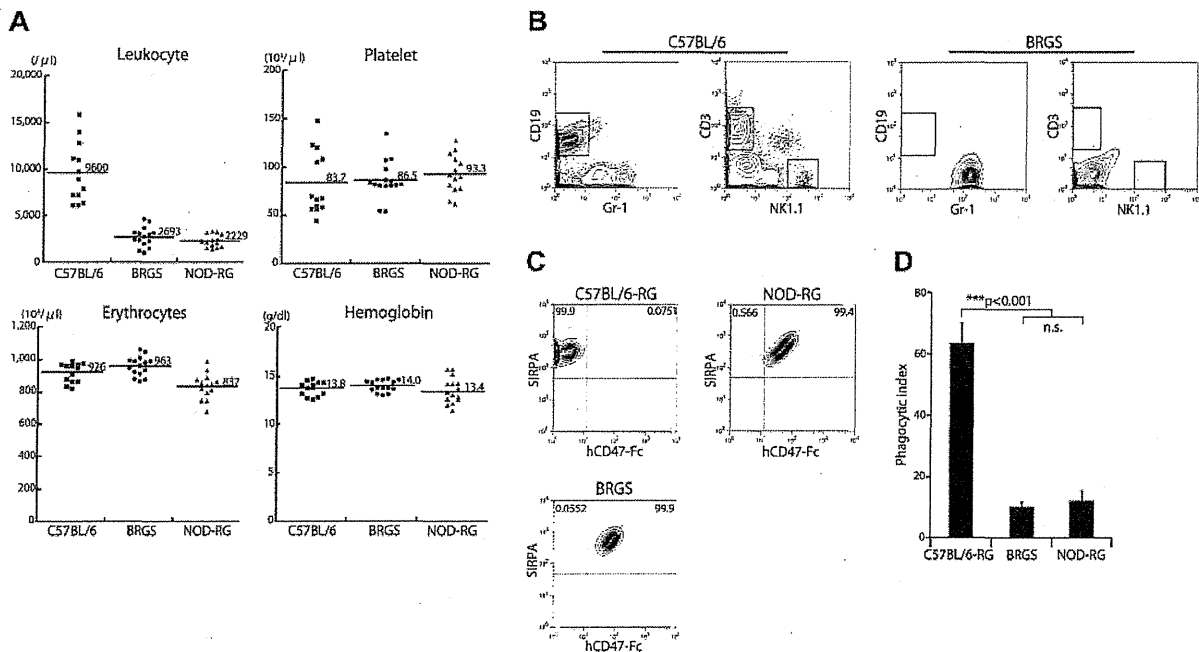 A
Leukocyte
(/μl)
20,000
15,000
10,000
5,000
0
9600
2693
2229
C57BL/6 BRGS NOD-RG
Platelet
200
150
100
50
0
83.2
86.5
93.3
C57BL/6 BRGS NOD-RG
Erythrocytes
1,200
1,000
800
600
400
200
0
926
963
837
C57BL/6 BRGS NOD-RG
Hemoglobin
(g/dl)
20
15
10
5
0
13.8
14.0
13.4
C57BL/6 BRGS NOD-RG
B
C57BL/6
CD19
Gr-1
CD3
NK1.1
BRGS
CD19
Gr-1
CD3
NK1.1
C
C57BL/6-RG
99.9 0.0751
SIRPA
hCD47-Fc
NOD-RG
0.566 99.4
SIRPA
hCD47-Fc
BRGS
0.0552 99.9
SIRPA
hCD47-Fc
D
Phagocytic index
80
60
40
20
0
***p<0.001
n.s.
C57BL/6-RG BRGS NOD-RG